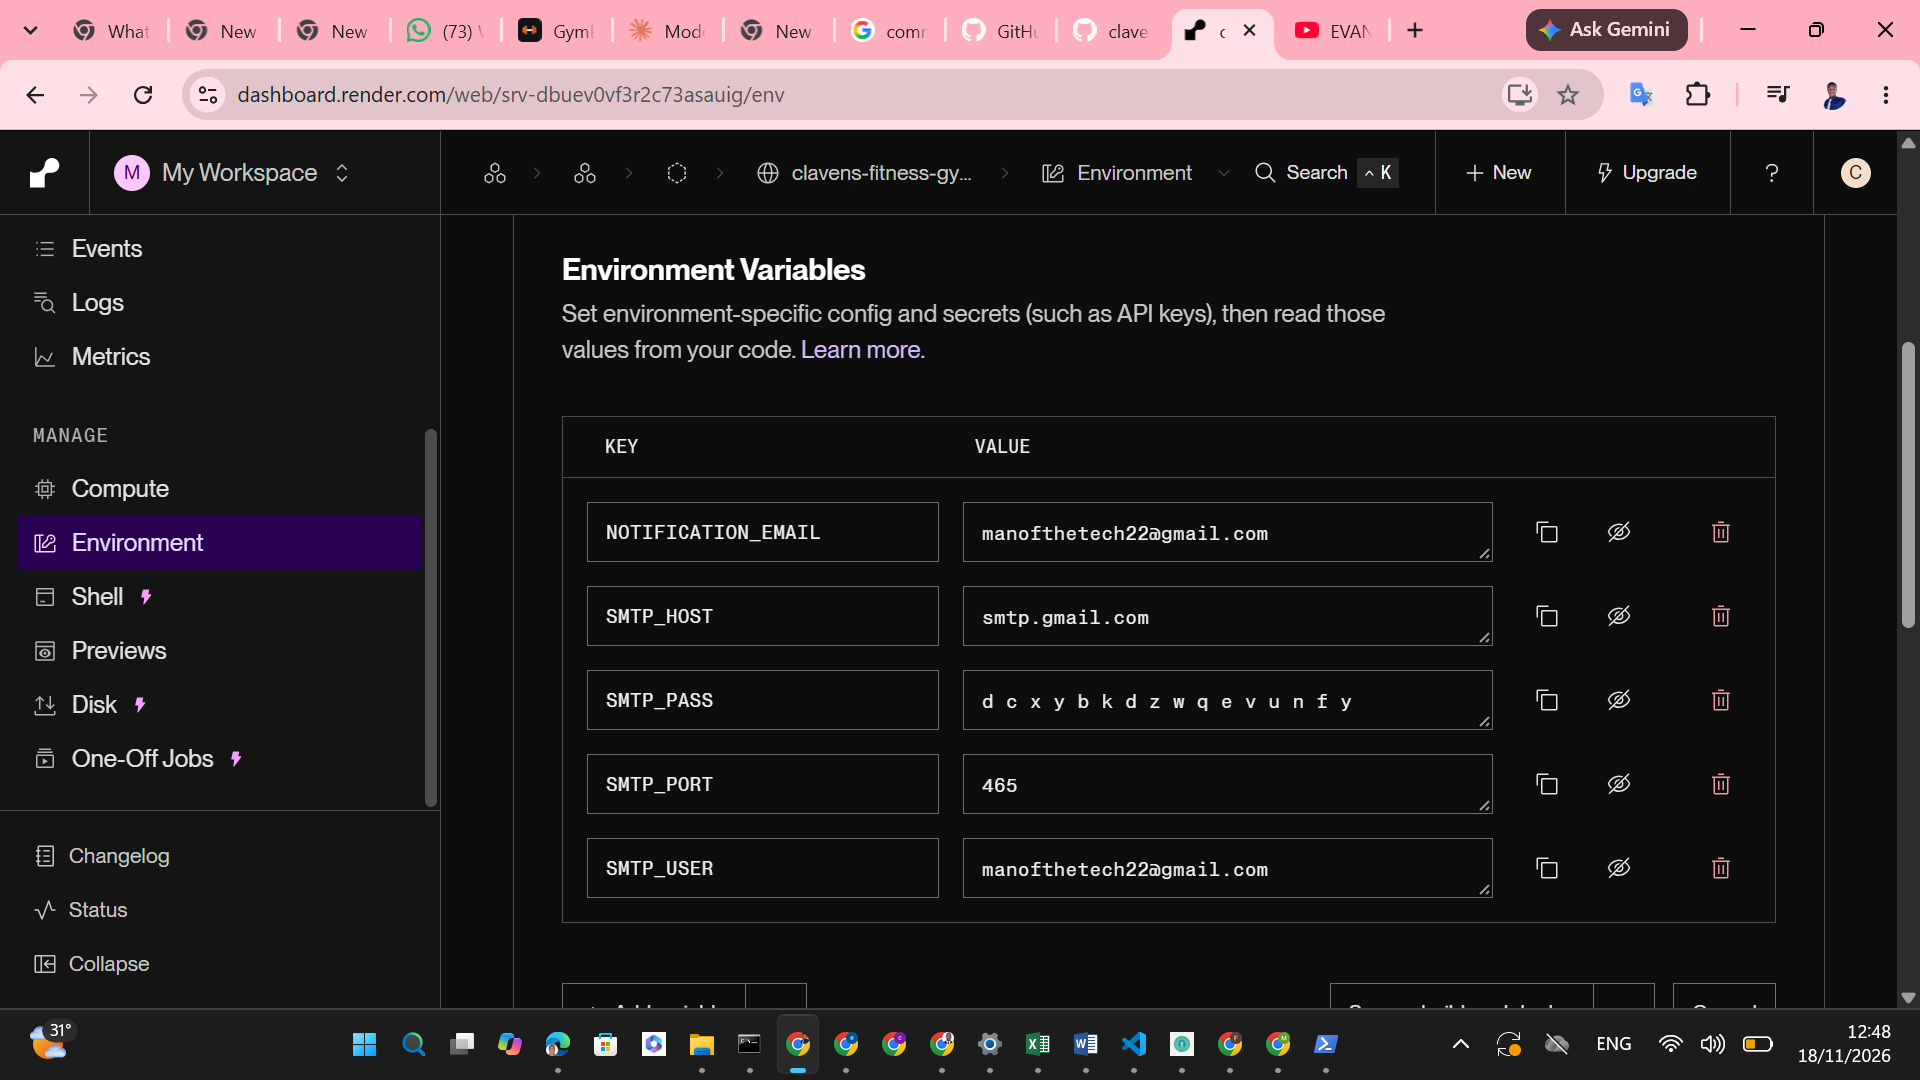 What
New
New
(73)
Gym
Mode
New
com
GitHu
clave
EVAN
Ask Gemini
dashboard.render.com/web/srv-dbuev0vf3r2c73asauig/env
M My Workspace
clavens-fitness-gy...
Environment
Search ^ K
+ New
Upgrade
?
C
Events
Logs
Metrics
MANAGE
Compute
Environment
Shell
Previews
Disk
One-Off Jobs
Changelog
Status
Collapse
Environment Variables
Set environment-specific config and secrets (such as API keys), then read those
values from your code. Learn more.
KEY VALUE
NOTIFICATION_EMAIL manofthetech22@gmail.com
SMTP_HOST smtp.gmail.com
SMTP_PASS d c x y b k d z w q e v u n f y
SMTP_PORT 465
SMTP_USER manofthetech22@gmail.com
31°
ENG
12:48
18/11/2026